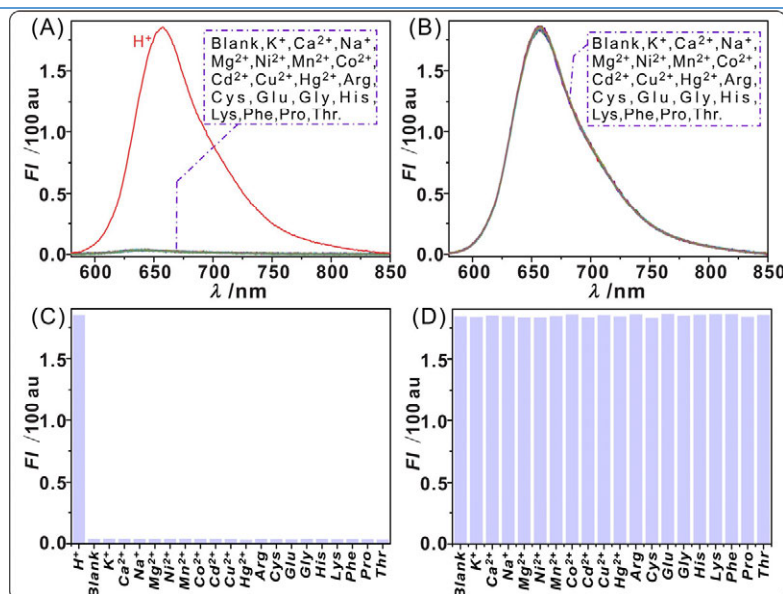 (A)
H⁺
Blank,K⁺,Ca²⁺,Na⁺,
Mg²⁺,Ni²⁺,Mn²⁺,Co²⁺,
Cd²⁺,Cu²⁺,Hg²⁺,Arg,
Cys,Glu,Gly,His,
Lys,Phe,Pro,Thr.
FI /100 au
1.5
1.0
0.5
0.0
600 650 700 750 800 850
λ /nm
(B)
Blank,K⁺,Ca²⁺,Na⁺,
Mg²⁺,Ni²⁺,Mn²⁺,Co²⁺,
Cd²⁺,Cu²⁺,Hg²⁺,Arg,
Cys,Glu,Gly,His,
Lys,Phe,Pro,Thr.
FI /100 au
1.5
1.0
0.5
0.0
600 650 700 750 800 850
λ /nm
(C)
FI /100 au
1.5
1.0
0.5
0.0
H⁺ Blank K⁺ Ca²⁺ Na⁺ Mg²⁺ Ni²⁺ Mn²⁺ Co²⁺ Cd²⁺ Cu²⁺ Hg²⁺ Arg Cys Glu Gly His Lys Phe Pro Thr
(D)
FI /100 au
1.5
1.0
0.5
0.0
Blank K⁺ Ca²⁺ Na⁺ Mg²⁺ Ni²⁺ Mn²⁺ Co²⁺ Cd²⁺ Cu²⁺ Hg²⁺ Arg Cys Glu Gly His Lys Phe Pro Thr